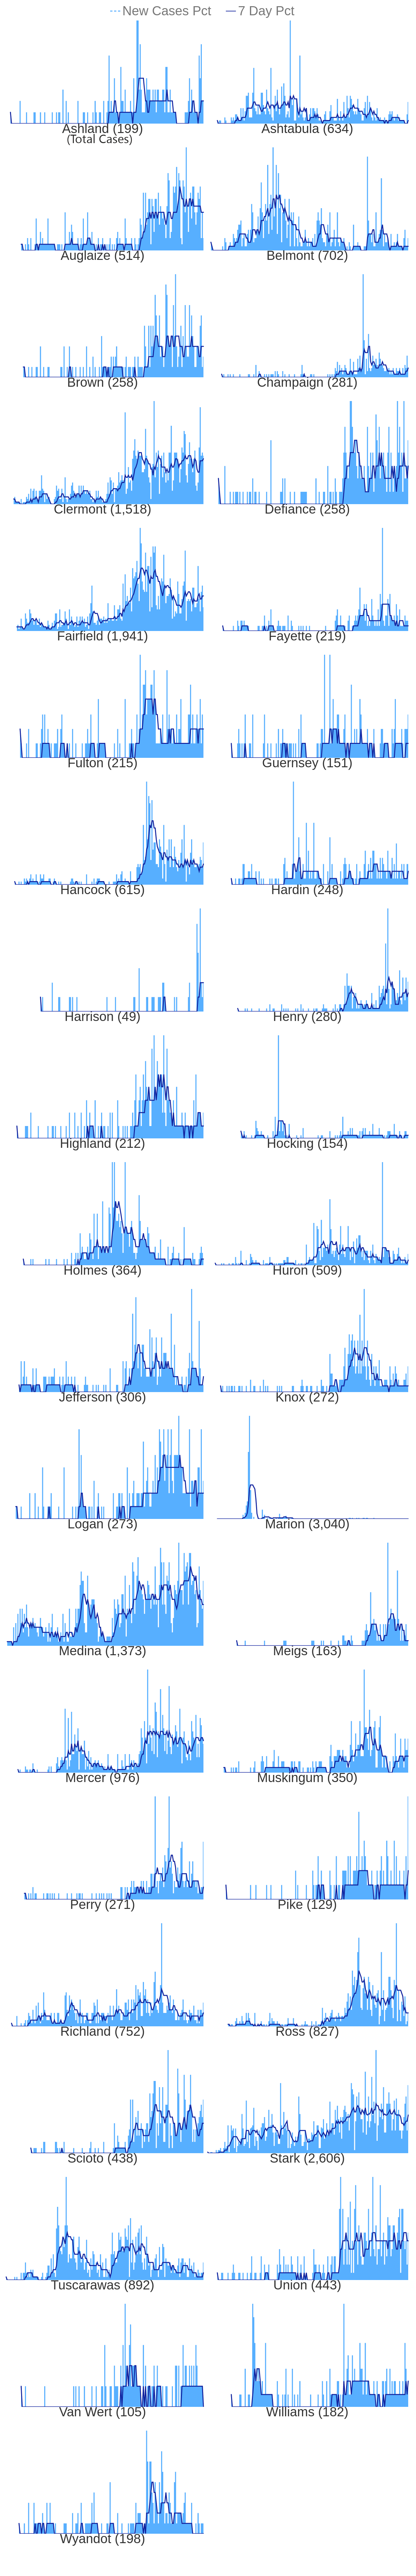 New Cases Pct 7 Day Pct
Ashland (199) Ashtabula (634)
(Total Cases)
Auglaize (514) Belmont (702)
Brown (258) Champaign (281)
Clermont (1,518) Defiance (258)
Fairfield (1,941) Fayette (219)
Fulton (215) Guernsey (151)
Hancock (615) Hardin (248)
Harrison (49) Henry (280)
Highland (212) Hocking (154)
Holmes (364) Huron (509)
Jefferson (306) Knox (272)
Logan (273) Marion (3,040)
Medina (1,373) Meigs (163)
Mercer (976) Muskingum (350)
Perry (271) Pike (129)
Richland (752) Ross (827)
Scioto (438) Stark (2,606)
Tuscarawas (892) Union (443)
Van Wert (105) Williams (182)
Wyandot (198)